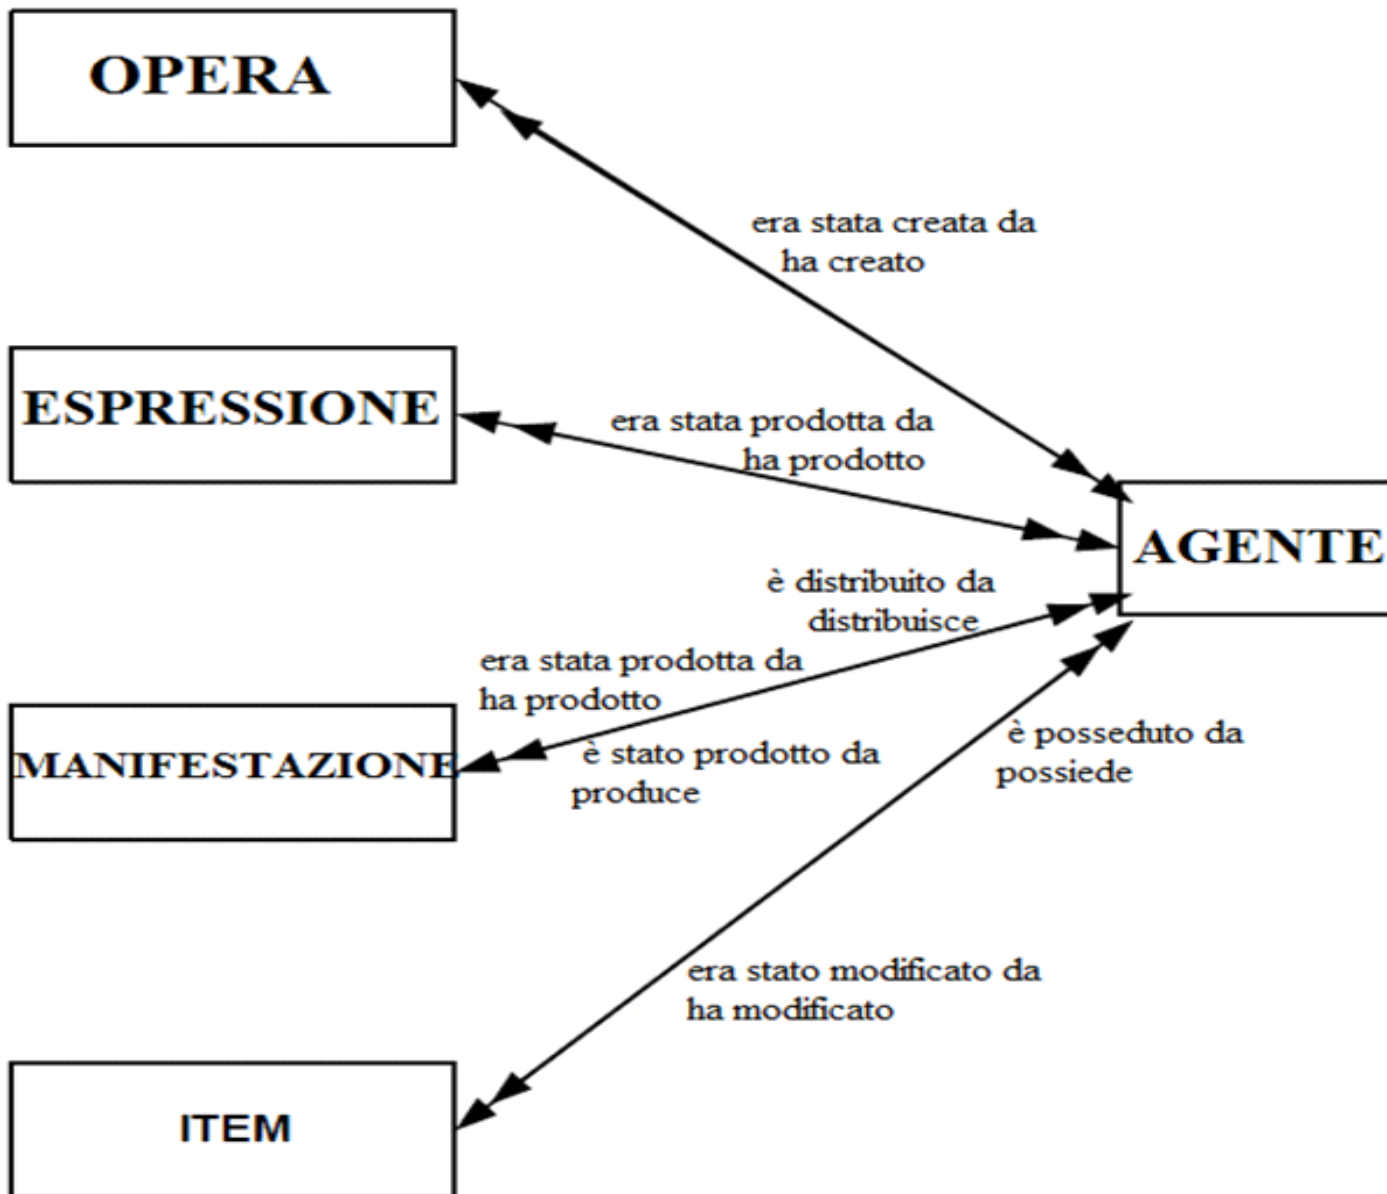 OPERA
era stata creata da
ha creato
ESPRESSIONE
era stata prodotta da
ha prodotto
AGENTE
è distribuito da
distribuisce
era stata prodotta da
ha prodotto
MANIFESTAZIONE
è stato prodotto da
produce
è posseduto da
possiede
era stato modificato da
ha modificato
ITEM